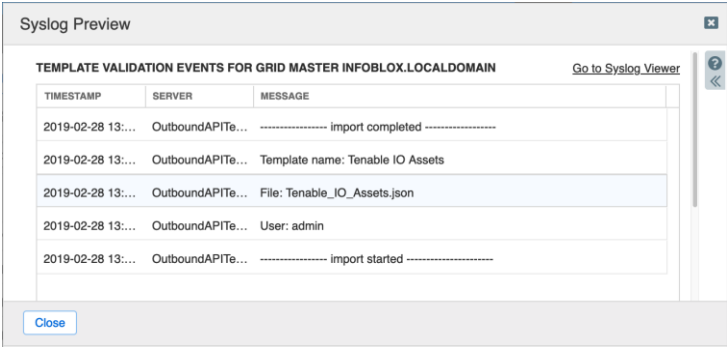 Syslog Preview
TEMPLATE VALIDATION EVENTS FOR GRID MASTER INFOBLOX.LOCALDOMAIN Go to Syslog Viewer
TIMESTAMP SERVER MESSAGE
2019-02-28 13:... OutboundAPITe... ----------------- import completed -----------------
2019-02-28 13:... OutboundAPITe... Template name: Tenable IO Assets
2019-02-28 13:... OutboundAPITe... File: Tenable_IO_Assets.json
2019-02-28 13:... OutboundAPITe... User: admin
2019-02-28 13:... OutboundAPITe... ----------------- import started ---------------------
Close